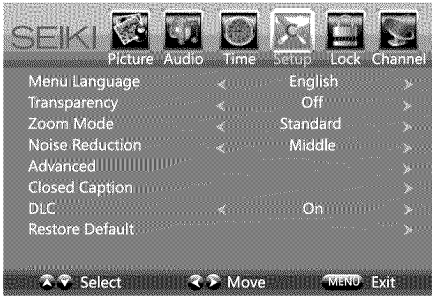 SEIKI
Picture Audio Time Setup Lock Channel
Menu Language English
Transparency Off
Zoom Mode Standard
Noise Reduction Middle
Advanced
Closed Caption
DLC On
Restore Default
Select Move MENU Exit